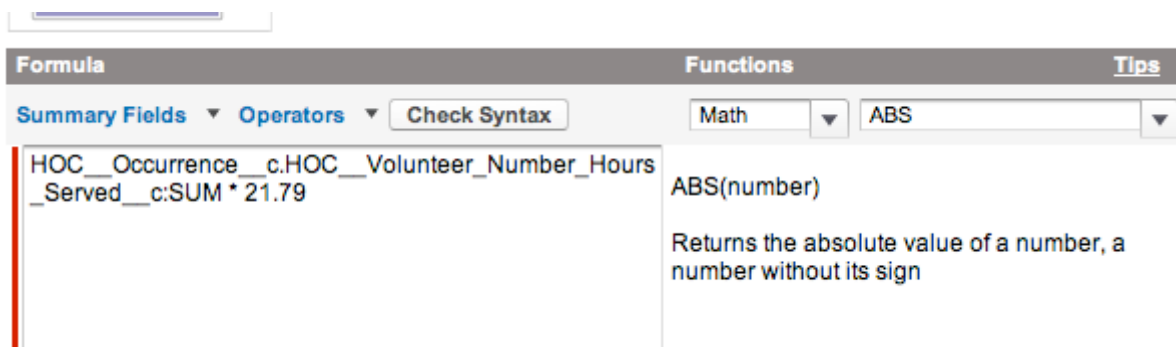 Formula Functions Tips
Summary Fields Operators Check Syntax Math ABS
HOC__Occurrence__c.HOC__Volunteer_Number_Hours
_Served__c:SUM * 21.79
ABS(number)
Returns the absolute value of a number, a
number without its sign